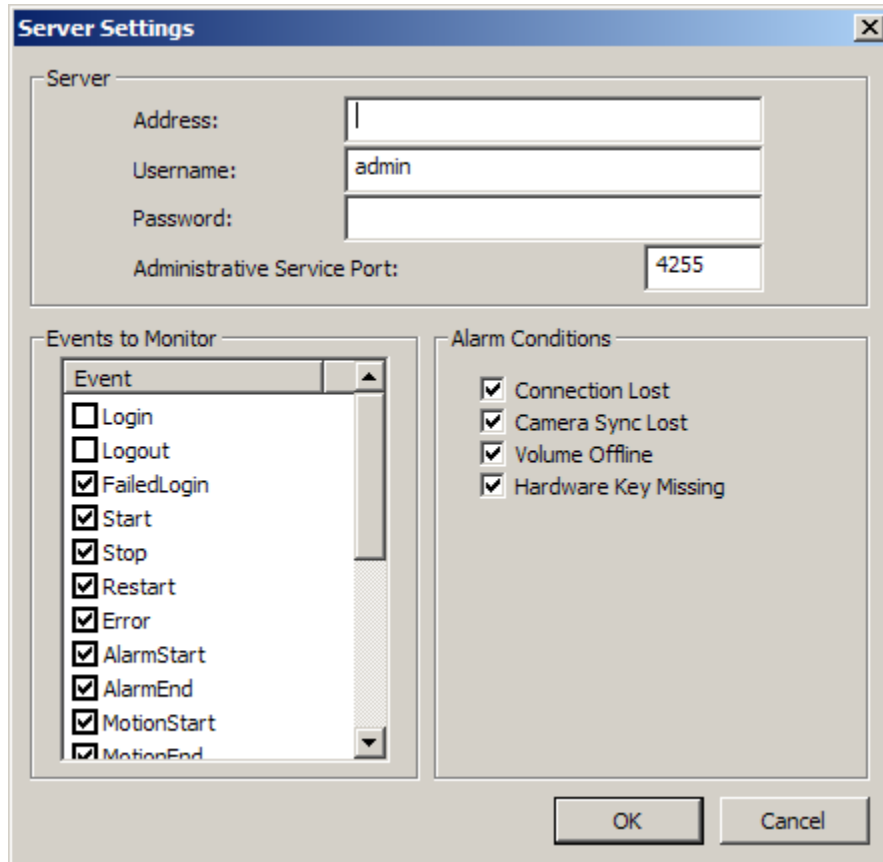 Server Settings
Server
Address:
Username: admin
Password:
Administrative Service Port: 4255
Events to Monitor
Event
Login
Logout
FailedLogin
Start
Stop
Restart
Error
AlarmStart
AlarmEnd
MotionStart
MotionEnd
Alarm Conditions
Connection Lost
Camera Sync Lost
Volume Offline
Hardware Key Missing
OK Cancel